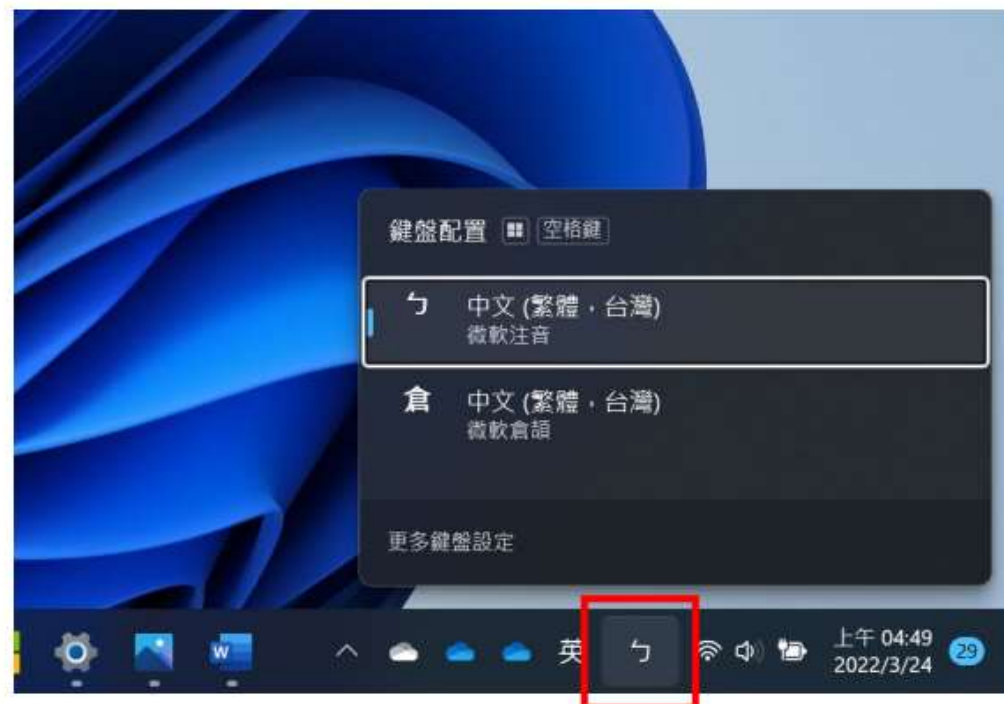 鍵盤配置 空格鍵
ㄅ 中文 (繁體，台灣)
微軟注音
倉 中文 (繁體，台灣)
微軟倉頡
更多鍵盤設定
W 英 ㄅ 上午 04:49
2022/3/24 29